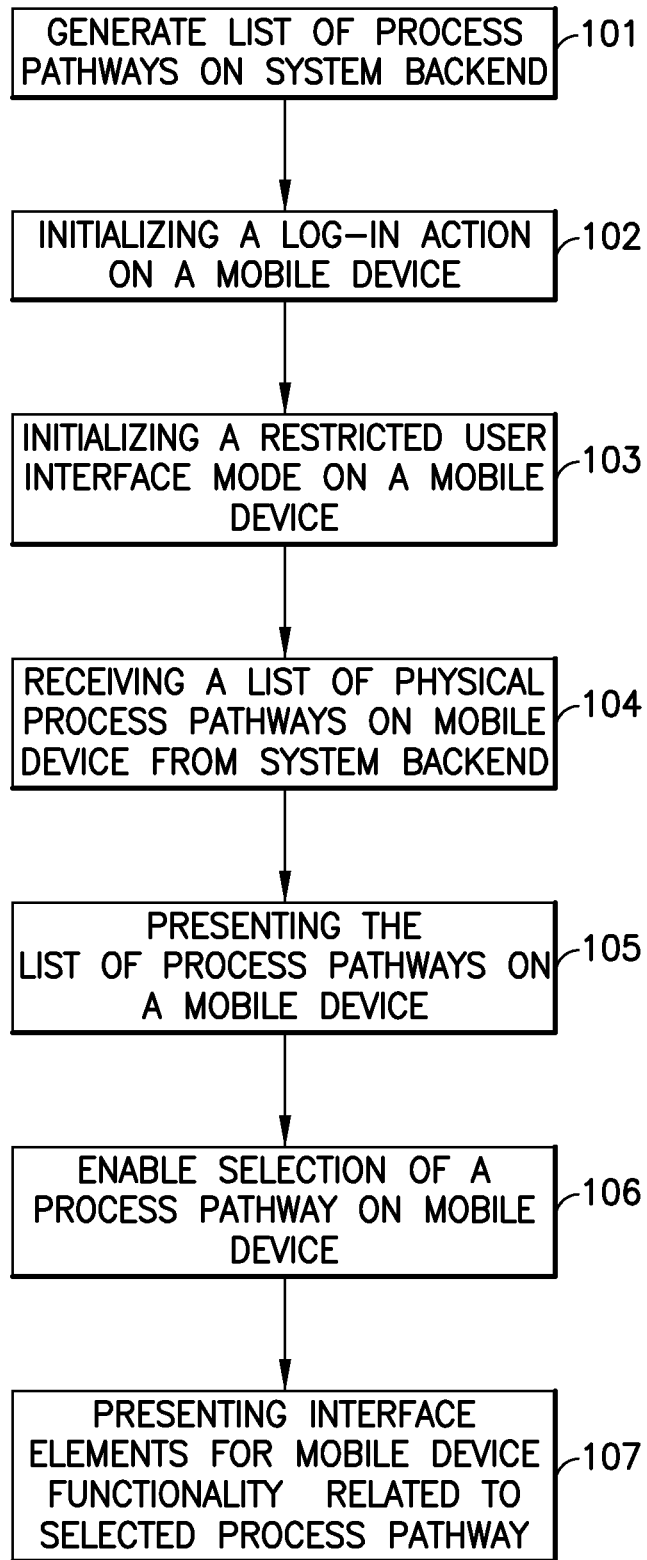 GENERATE LIST OF PROCESS
PATHWAYS ON SYSTEM BACKEND
101
INITIALIZING A LOG-IN ACTION
ON A MOBILE DEVICE
102
INITIALIZING A RESTRICTED USER
INTERFACE MODE ON A MOBILE
DEVICE
103
RECEIVING A LIST OF PHYSICAL
PROCESS PATHWAYS ON MOBILE
DEVICE FROM SYSTEM BACKEND
104
PRESENTING THE
LIST OF PROCESS PATHWAYS ON
A MOBILE DEVICE
105
ENABLE SELECTION OF A
PROCESS PATHWAY ON MOBILE
DEVICE
106
PRESENTING INTERFACE
ELEMENTS FOR MOBILE DEVICE
FUNCTIONALITY RELATED TO
SELECTED PROCESS PATHWAY
107